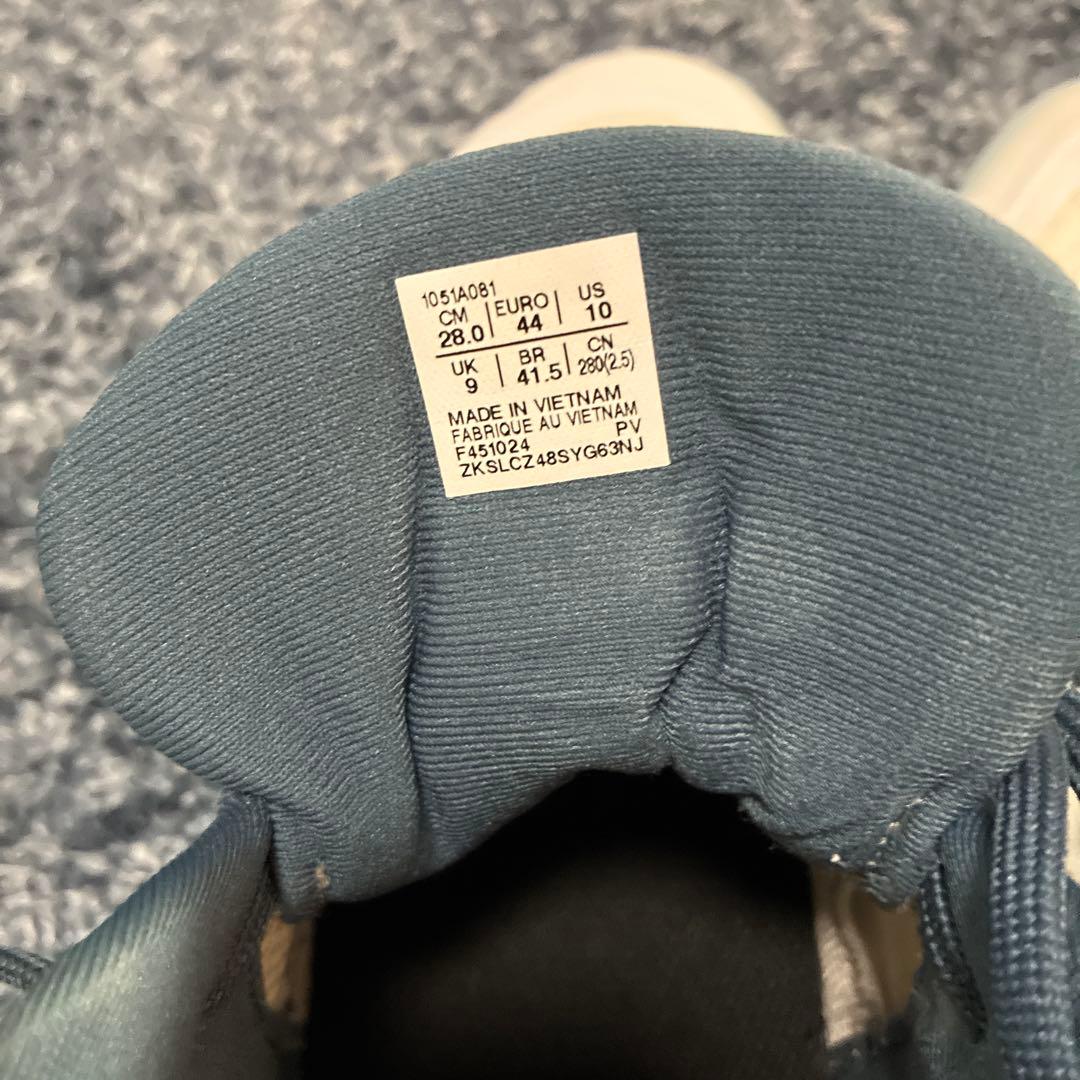 1051A081
CM 28.0 | EURO 44 | US 10
UK 9 | BR 41.5 | CN 280(2.5)
MADE IN VIETNAM
FABRIQUE AU VIETNAM
F451024 PV
ZKSLCZ48SYG63NJ